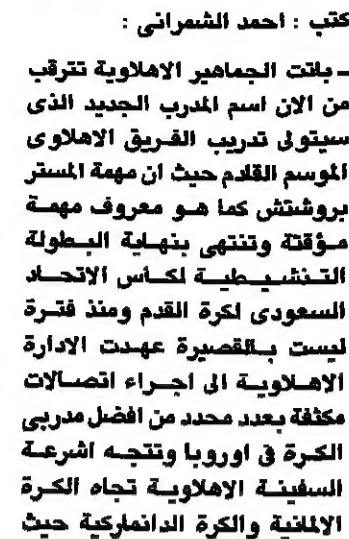 كتب : احمد الشمرانى :
ـ باتت الجماهير الاهلاوية تترقب
من الان اسم المدرب الجديد الذى
سيتولى تدريب الفريق الاهلاوى
الموسم القادم حيث ان مهمة المستر
بروشتش كما هو معروف مهمة
مؤقتة وتنتهى بنهاية البطولة
التنشيطية لكأس الاتحاد
السعودى لكرة القدم ومنذ فترة
ليست بالقصيرة عهدت الادارة
الاهلاوية الى اجراء اتصالات
مكثفة بعدد محدد من افضل مدربى
الكرة في اوروبا وتتجه اشرعة
السفينة الاهلاوية تجاه الكرة
الالمانية والكرة الدانماركية حيث